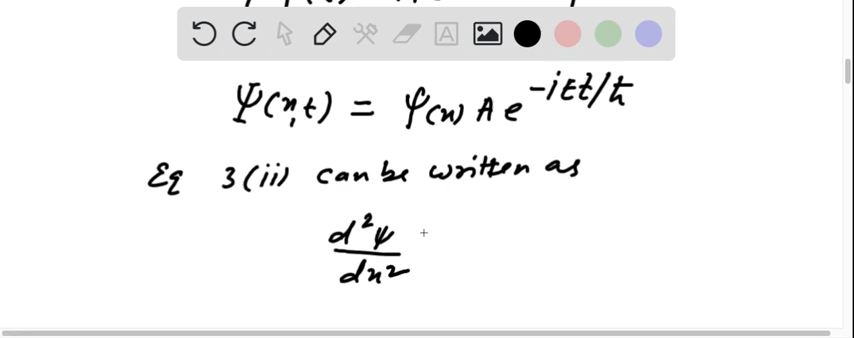 Ψ(x,t) = ψ(x) A e^{-iEt/ħ}
Eq 3(ii) can be written as
d²ψ
dx²